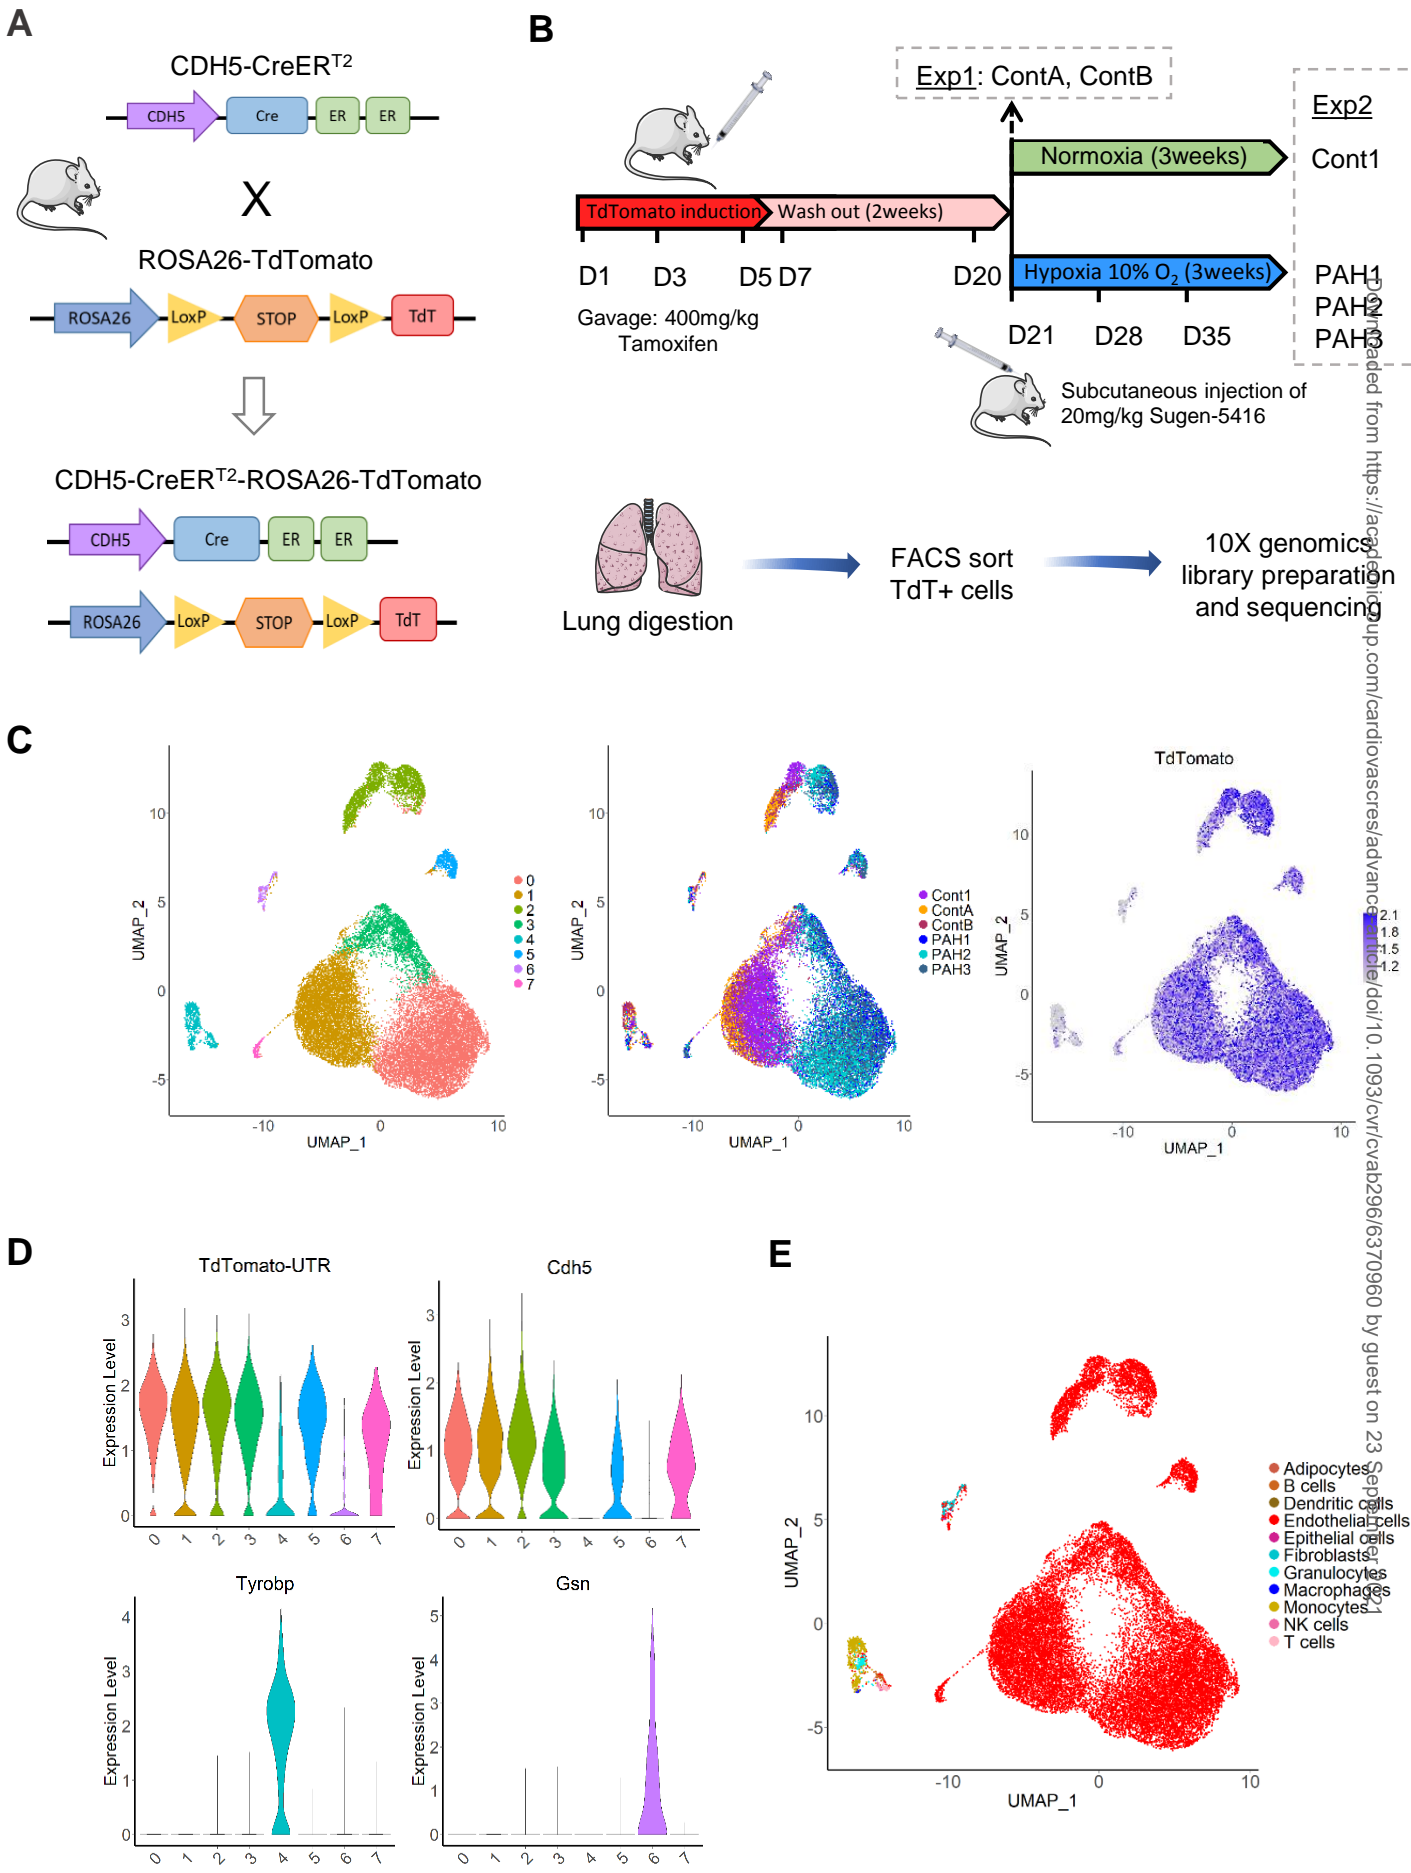 A
CDH5-CreERT2
CDH5
Cre
ER
ER
X
ROSA26-TdTomato
ROSA26
LoxP
STOP
LoxP
TdT
CDH5-CreERT2-ROSA26-TdTomato
CDH5
Cre
ER
ER
ROSA26
LoxP
STOP
LoxP
TdT
B
Exp1: ContA, ContB
Exp2
Normoxia (3weeks)
Cont1
TdTomato induction
Wash out (2weeks)
D1
D3
D5
D7
D20
Hypoxia 10% O2 (3weeks)
PAH1
PAH2
PAH3
Gavage: 400mg/kg
Tamoxifen
D21
D28
D35
Subcutaneous injection of
20mg/kg Sugen-5416
Lung digestion
FACS sort
TdT+ cells
10X genomics
library preparation
and sequencing
C
UMAP_2
10
5
0
-5
-10
0
10
UMAP_1
0
1
2
3
4
5
6
7
UMAP_2
10
5
0
-5
-10
0
10
UMAP_1
Cont1
ContA
ContB
PAH1
PAH2
PAH3
TdTomato
UMAP_2
10
5
0
-5
-10
0
10
UMAP_1
2.1
1.8
1.5
1.2
D
TdTomato-UTR
Expression Level
3
2
1
0
0
1
2
3
4
5
6
7
Cdh5
Expression Level
3
2
1
0
0
1
2
3
4
5
6
7
Tyrobp
Expression Level
4
3
2
1
0
0
1
2
3
4
5
6
7
Gsn
Expression Level
5
4
3
2
1
0
0
1
2
3
4
5
6
7
E
UMAP_2
10
5
0
-5
-10
0
10
UMAP_1
Adipocytes
B cells
Dendritic cells
Endothelial cells
Epithelial cells
Fibroblasts
Granulocytes
Macrophages
Monocytes
NK cells
T cells
Downloaded from https://academic.oup.com/cardiovascres/advance-article/doi/10.1093/cvr/cvab296/6370960 by guest on 23 September 2021